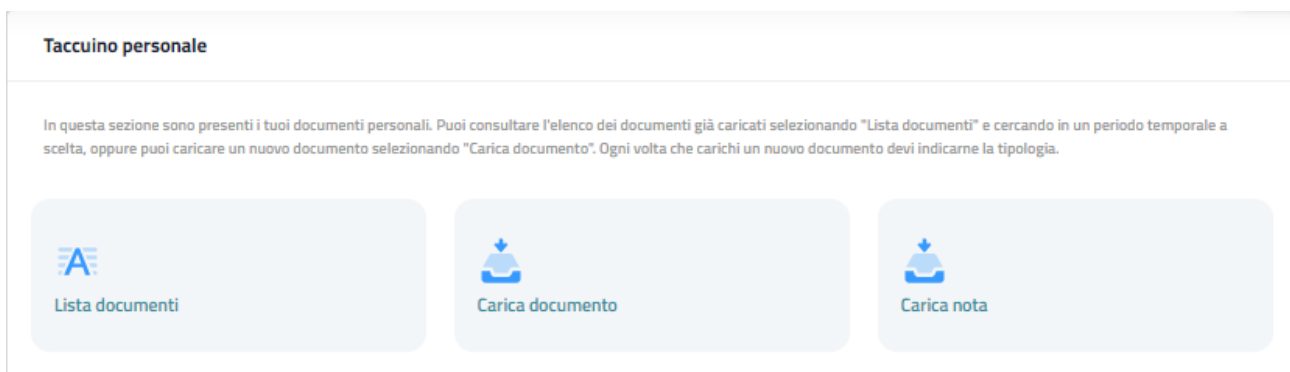 Taccuino personale
In questa sezione sono presenti i tuoi documenti personali. Puoi consultare l'elenco dei documenti già caricati selezionando "Lista documenti" e cercando in un periodo temporale a
scelta, oppure puoi caricare un nuovo documento selezionando "Carica documento". Ogni volta che carichi un nuovo documento devi indicarne la tipologia.
Lista documenti
Carica documento
Carica nota